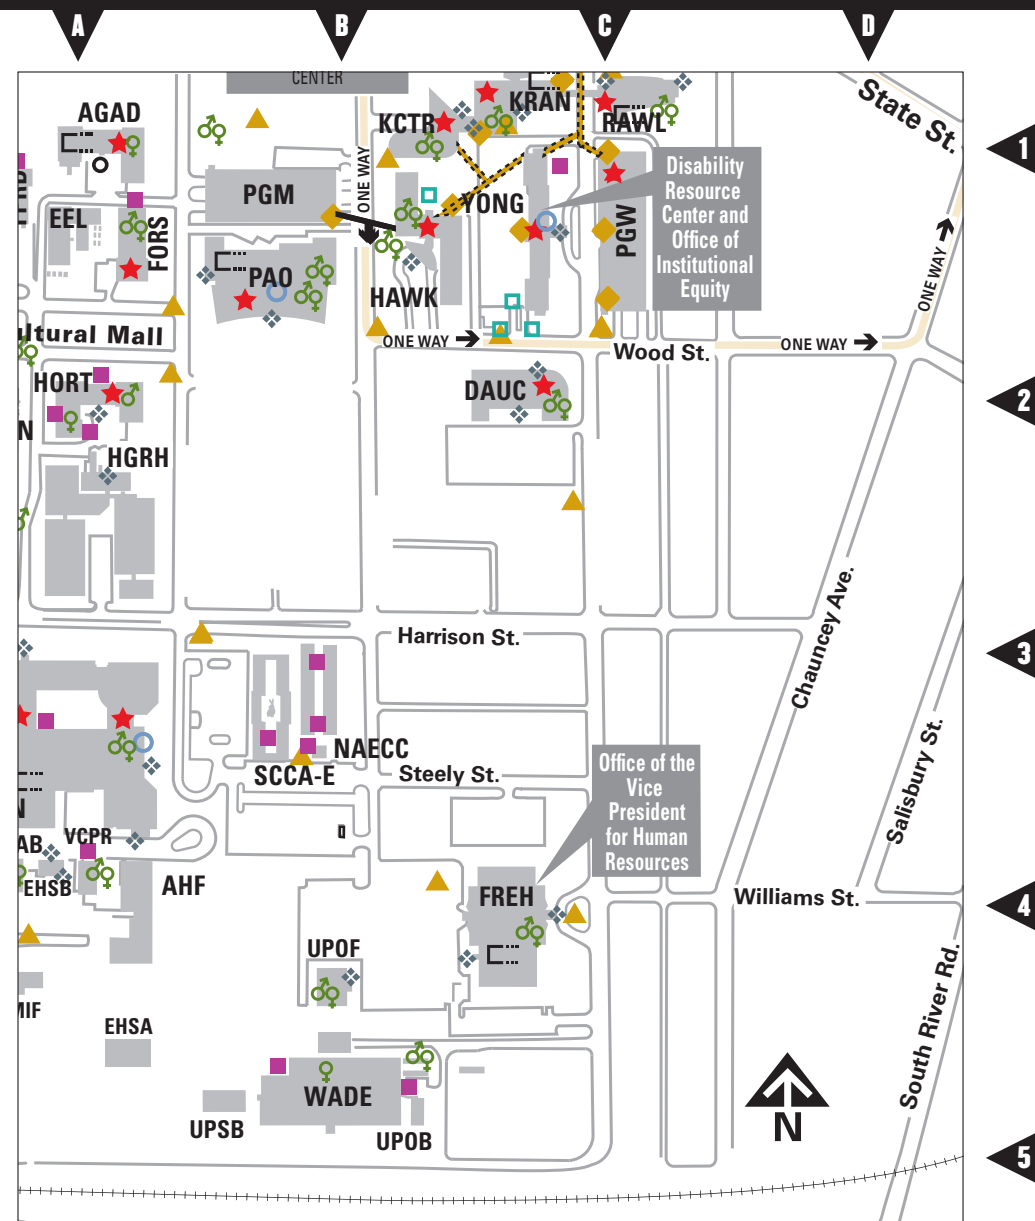 A
B
C
D
CENTER
AGAD
KCTR
KRAN
RAWL
State St.
1
Disability
Resource
Center and
Office of
Institutional
Equity
PGM
ONE WAY
YONG
PGW
EEL
FORS
PAO
HAWK
ONE WAY
ltural Mall
ONE WAY
Wood St.
ONE WAY
HORT
DAUC
2
N
HGRH
Harrison St.
Chauncey Ave.
3
NAECC
SCCA-E
Steely St.
Office of the
Vice
President
for Human
Resources
Salisbury St.
N
AB
VCPR
EHSB
AHF
FREH
Williams St.
4
UPOF
MIF
EHSA
South River Rd.
WADE
UPSB
UPOB
N
5